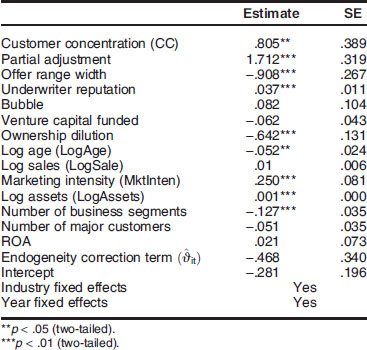 Estimate SE
Customer concentration (CC) .805** .389
Partial adjustment 1.712*** .319
Offer range width −.908*** .267
Underwriter reputation .037*** .011
Bubble .082 .104
Venture capital funded −.062 .043
Ownership dilution −.642*** .131
Log age (LogAge) −.052** .024
Log sales (LogSale) .01 .006
Marketing intensity (MktInten) .250*** .081
Log assets (LogAssets) .001*** .000
Number of business segments −.127*** .035
Number of major customers −.051 .035
ROA .021 .073
Endogeneity correction term (ϑ̂it) −.468 .340
Intercept −.281 .196
Industry fixed effects Yes
Year fixed effects Yes
**p < .05 (two-tailed).
***p < .01 (two-tailed).